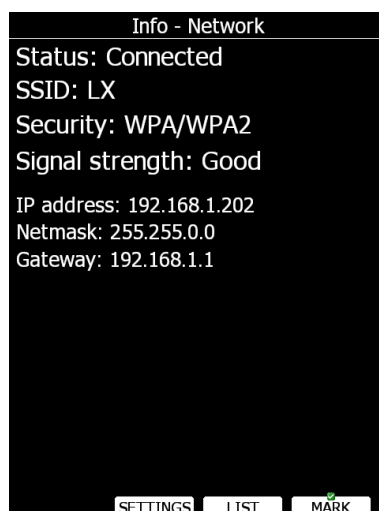 Info - Network
Status: Connected
SSID: LX
Security: WPA/WPA2
Signal strength: Good
IP address: 192.168.1.202
Netmask: 255.255.0.0
Gateway: 192.168.1.1
SETTINGS LIST MARK